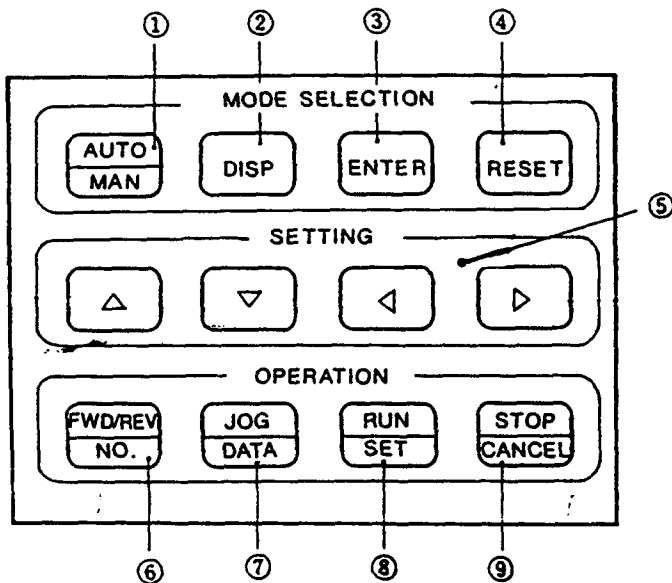 ① ② ③ ④
MODE SELECTION
AUTO
MAN
DISP
ENTER
RESET
⑤
SETTING
OPERATION
FWD/REV
NO.
JOG
DATA
RUN
SET
STOP
CANCEL
⑥ ⑦ ⑧ ⑨